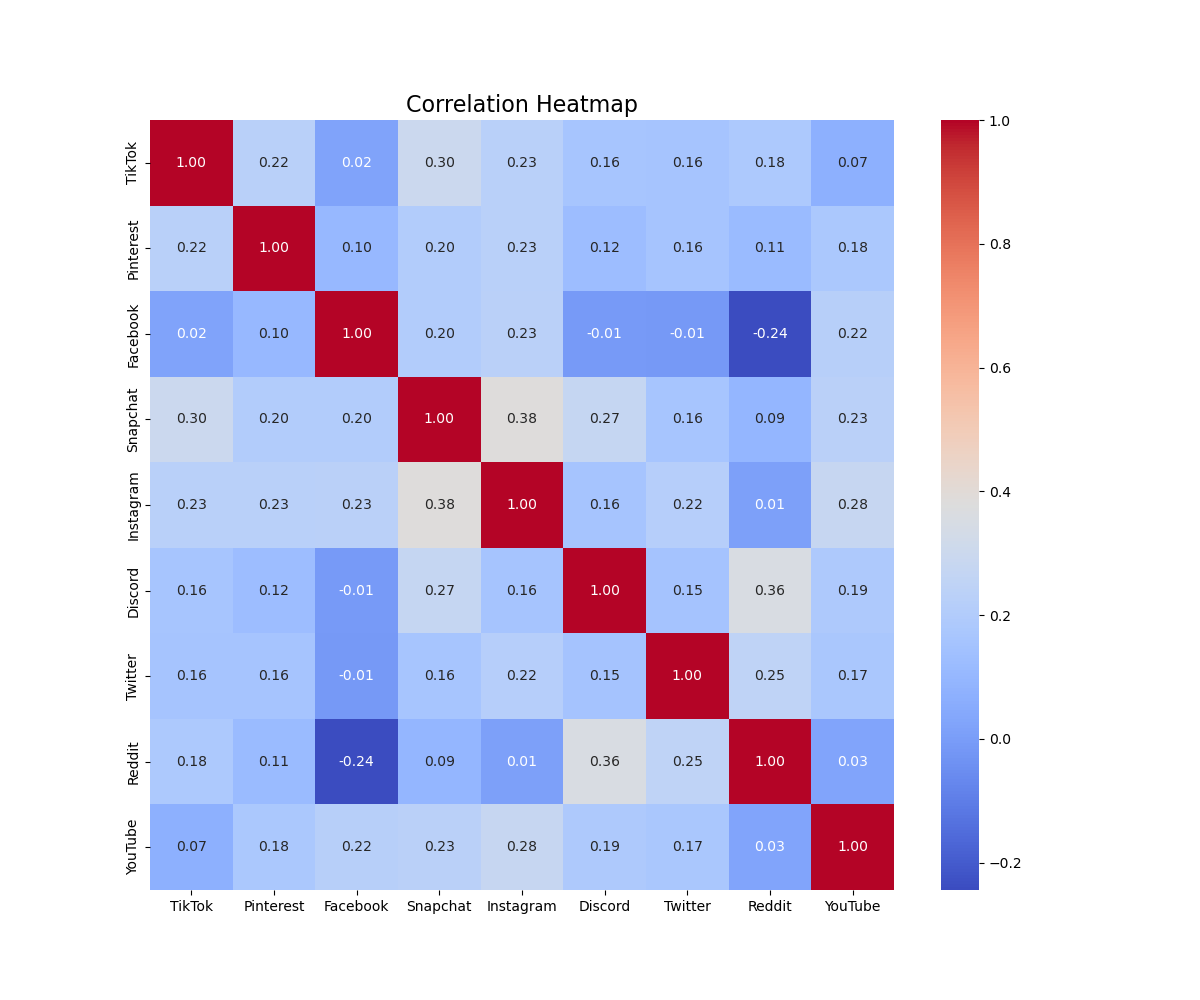 Correlation Heatmap
TikTok 1.00 0.22 0.02 0.30 0.23 0.16 0.16 0.18 0.07
Pinterest 0.22 1.00 0.10 0.20 0.23 0.12 0.16 0.11 0.18
Facebook 0.02 0.10 1.00 0.20 0.23 -0.01 -0.01 -0.24 0.22
Snapchat 0.30 0.20 0.20 1.00 0.38 0.27 0.16 0.09 0.23
Instagram 0.23 0.23 0.23 0.38 1.00 0.16 0.22 0.01 0.28
Discord 0.16 0.12 -0.01 0.27 0.16 1.00 0.15 0.36 0.19
Twitter 0.16 0.16 -0.01 0.16 0.22 0.15 1.00 0.25 0.17
Reddit 0.18 0.11 -0.24 0.09 0.01 0.36 0.25 1.00 0.03
YouTube 0.07 0.18 0.22 0.23 0.28 0.19 0.17 0.03 1.00
TikTok Pinterest Facebook Snapchat Instagram Discord Twitter Reddit YouTube
1.0
0.8
0.6
0.4
0.2
0.0
−0.2